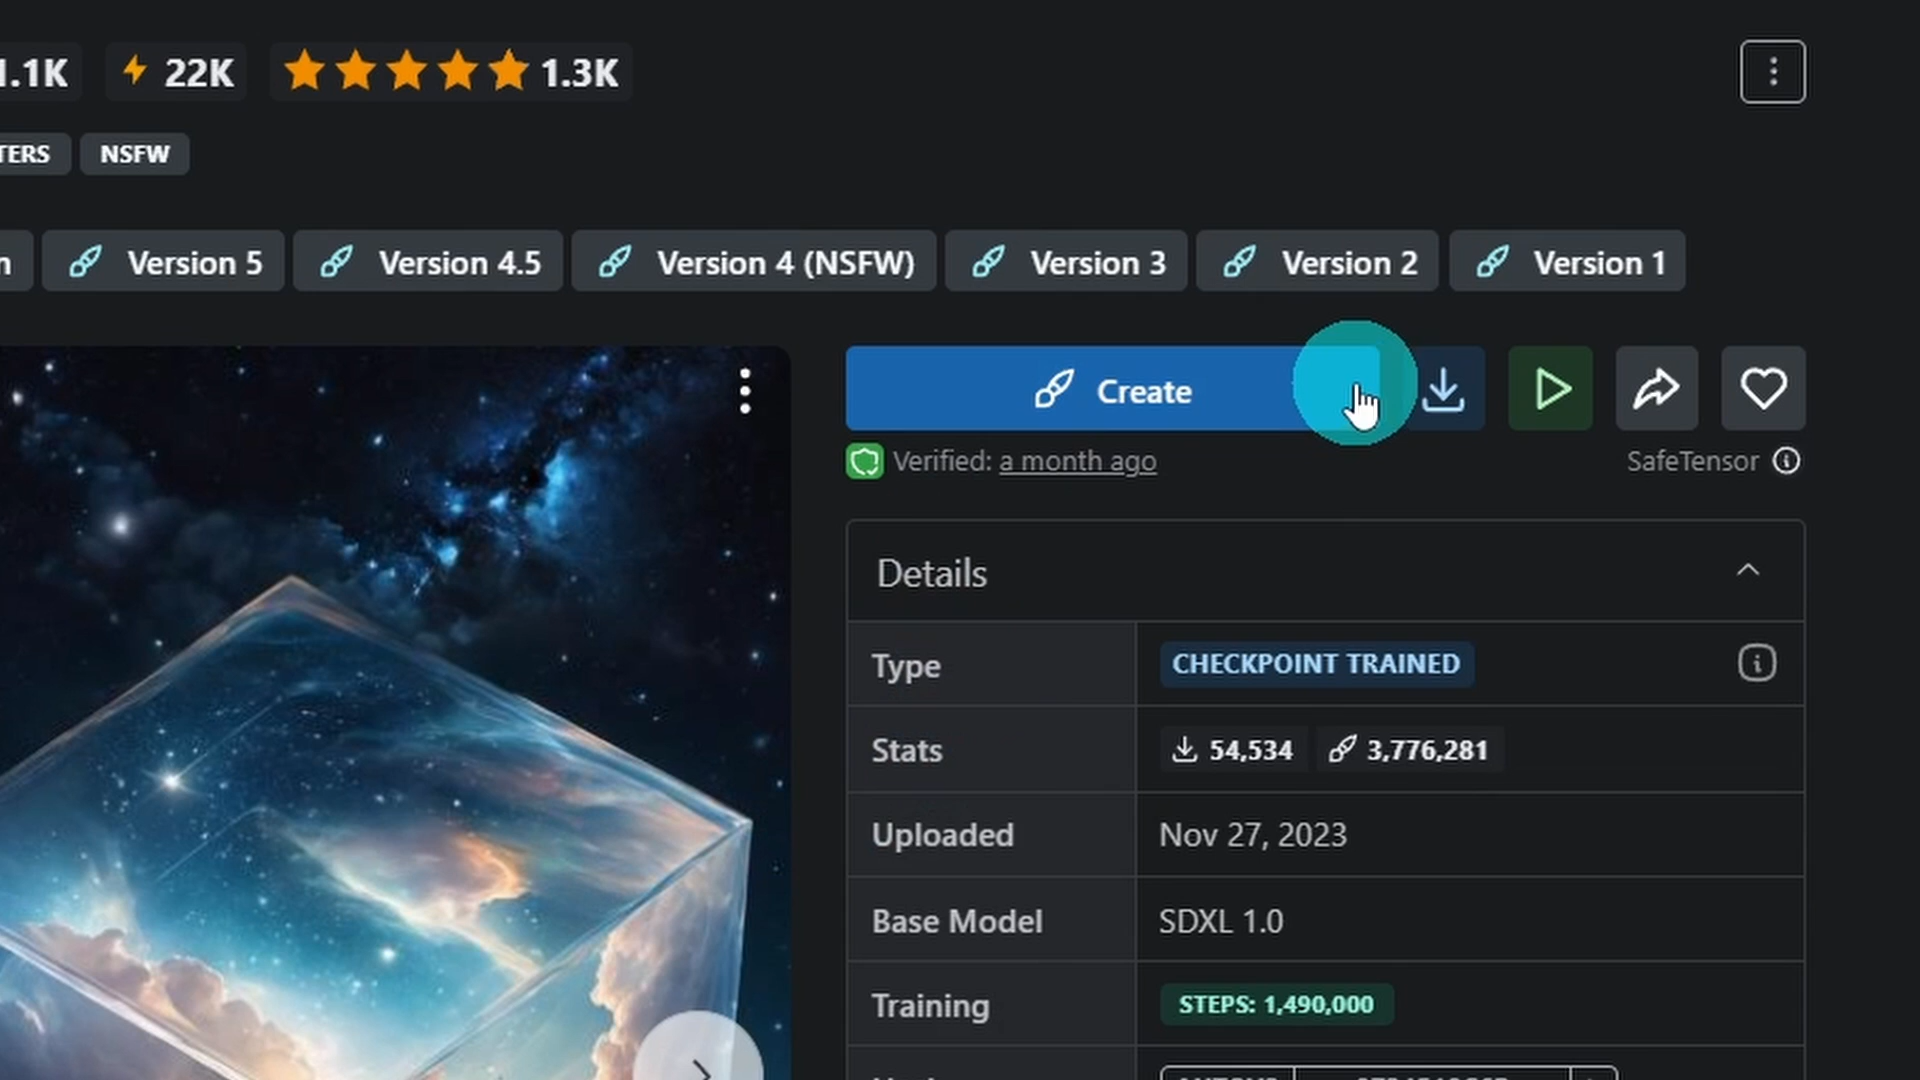 1.1K 22K 1.3K
TERS NSFW
Version 5 Version 4.5 Version 4 (NSFW) Version 3 Version 2 Version 1
Create
Verified: a month ago SafeTensor
Details
Type CHECKPOINT TRAINED
Stats 54,534 3,776,281
Uploaded Nov 27, 2023
Base Model SDXL 1.0
Training STEPS: 1,490,000